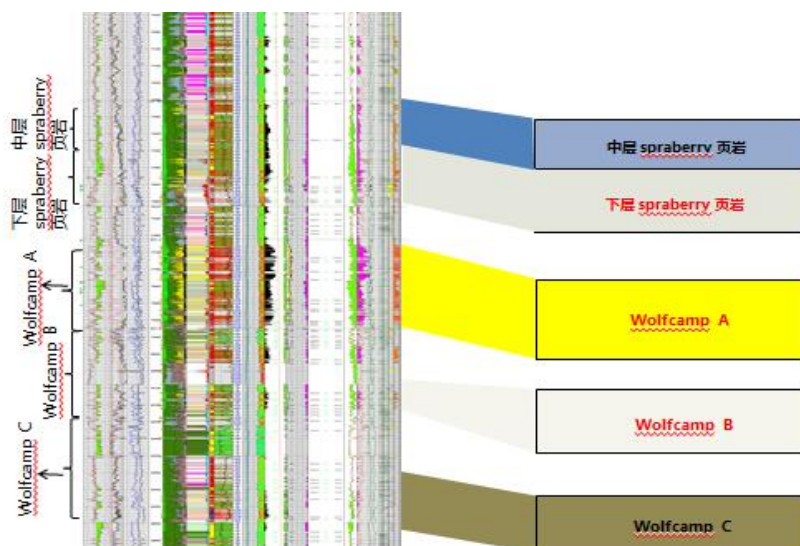 中层
spraberry
页岩
下层
spraberry
页岩
Wolfcamp A
Wolfcamp B
Wolfcamp C
中层 spraberry 页岩
下层 spraberry 页岩
Wolfcamp A
Wolfcamp B
Wolfcamp C